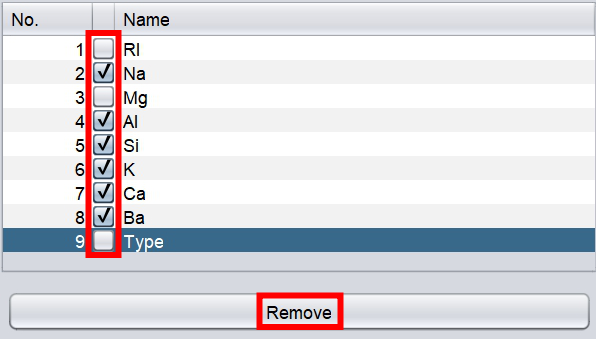 No. Name
1 RI
2 Na
3 Mg
4 Al
5 Si
6 K
7 Ca
8 Ba
9 Type
Remove